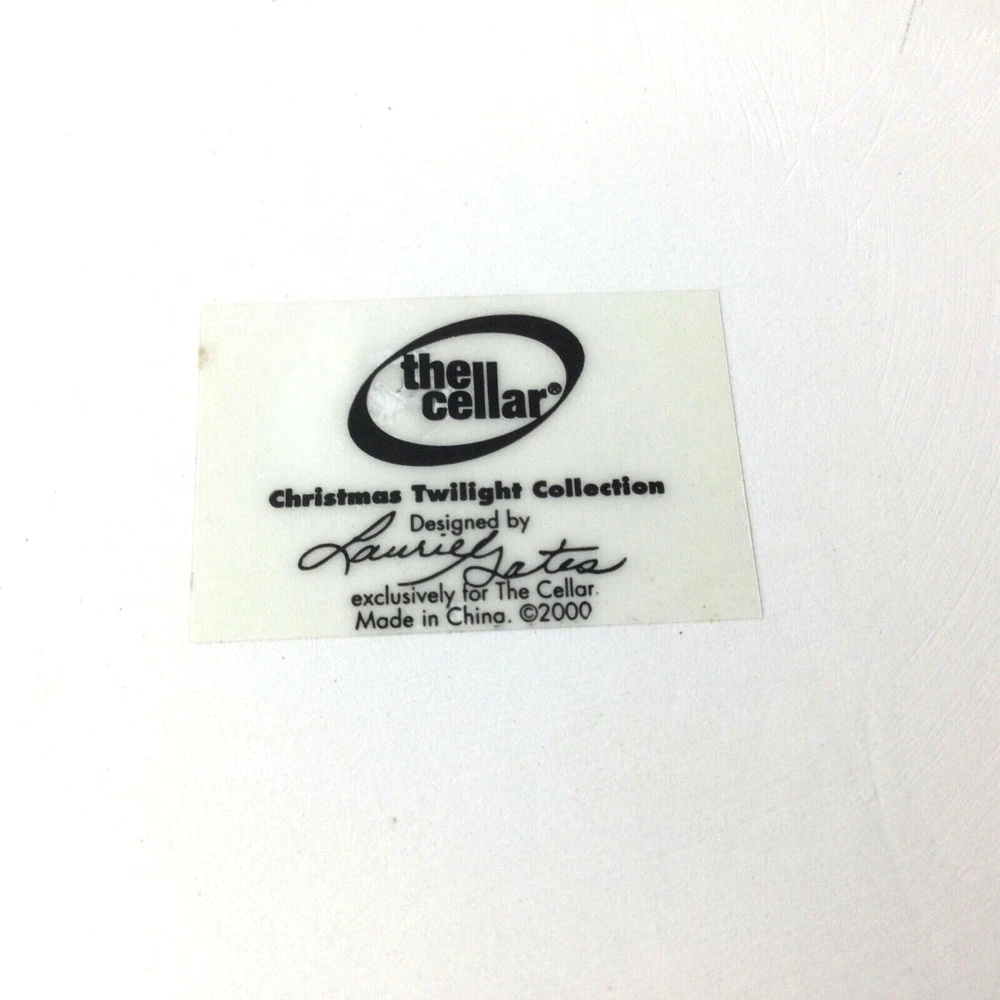 the
cellar®
Christmas Twilight Collection
Designed by
Laurie Gates
exclusively for The Cellar.
Made in China. ©2000